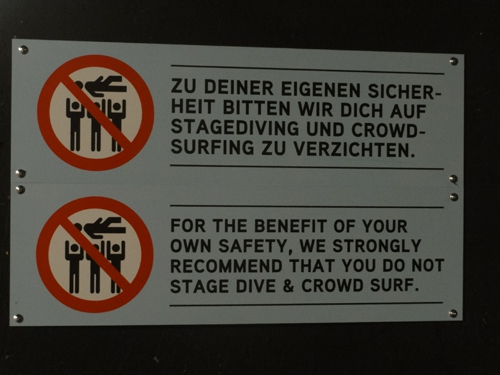 ZU DEINER EIGENEN SICHER-
HEIT BITTEN WIR DICH AUF
STAGEDIVING UND CROWD-
SURFING ZU VERZICHTEN.
FOR THE BENEFIT OF YOUR
OWN SAFETY, WE STRONGLY
RECOMMEND THAT YOU DO NOT
STAGE DIVE & CROWD SURF.